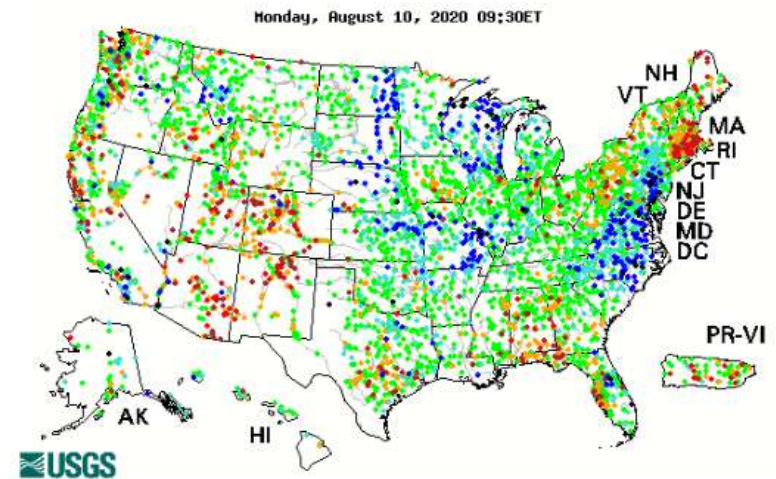 Monday, August 10, 2020 09:30ET
NH
VT
MA
RI
CT
NJ
DE
MD
DC
PR-VI
AK
HI
USGS